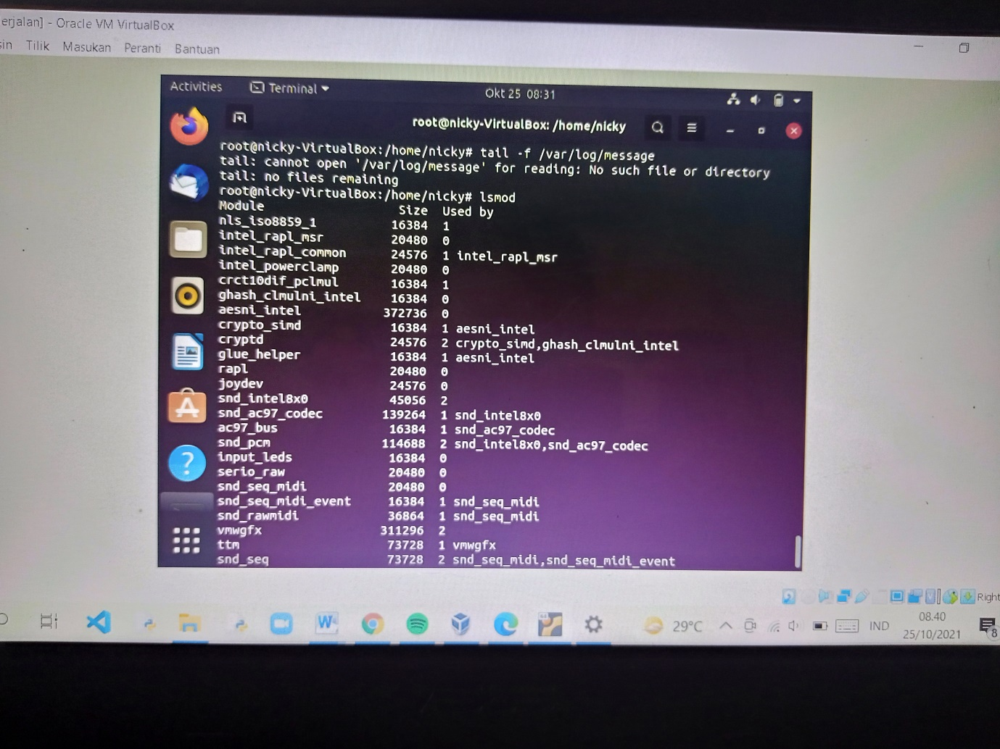 erjalan] - Oracle VM VirtualBox
sin Tilik Masukan Peranti Bantuan
Activities Terminal Okt 25 08:31
root@nicky-VirtualBox: /home/nicky
root@nicky-VirtualBox:/home/nicky# tail -f /var/log/message
tail: cannot open '/var/log/message' for reading: No such file or directory
tail: no files remaining
root@nicky-VirtualBox:/home/nicky# lsmod
Module Size Used by
nls_iso8859_1 16384 1
intel_rapl_msr 20480 0
intel_rapl_common 24576 1 intel_rapl_msr
intel_powerclamp 20480 0
crct10dif_pclmul 16384 1
ghash_clmulni_intel 16384 0
aesni_intel 372736 0
crypto_simd 16384 1 aesni_intel
cryptd 24576 2 crypto_simd,ghash_clmulni_intel
glue_helper 16384 1 aesni_intel
rapl 20480 0
joydev 24576 0
snd_intel8x0 45056 2
snd_ac97_codec 139264 1 snd_intel8x0
ac97_bus 16384 1 snd_ac97_codec
snd_pcm 114688 2 snd_intel8x0,snd_ac97_codec
input_leds 16384 0
serio_raw 20480 0
snd_seq_midi 20480 0
snd_seq_midi_event 16384 1 snd_seq_midi
snd_rawmidi 36864 1 snd_seq_midi
vmwgfx 311296 2
ttm 73728 1 vmwgfx
snd_seq 73728 2 snd_seq_midi,snd_seq_midi_event
Right
29°C IND 08.40
25/10/2021 8